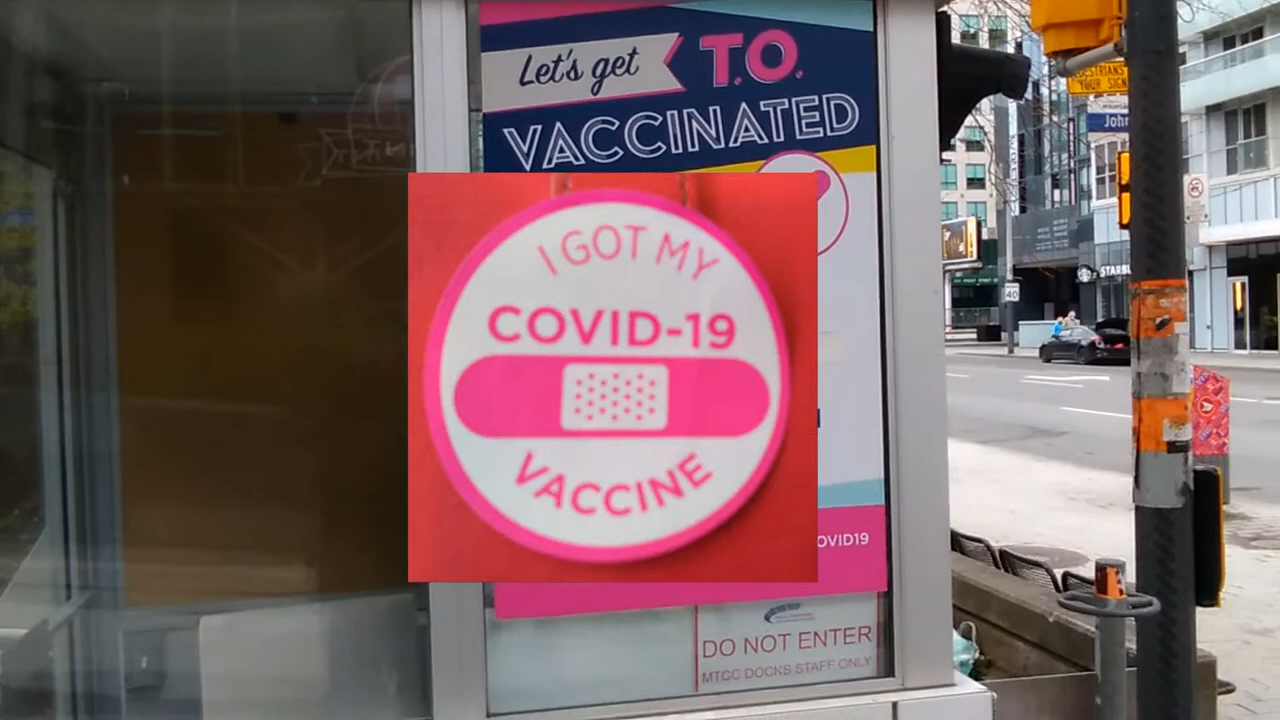 Let's get T.O.
VACCINATED
I GOT MY
COVID-19
VACCINE
OVID19
DO NOT ENTER
MTCC DOCKS STAFF ONLY
YOUR SIGN
John
STARBU
40